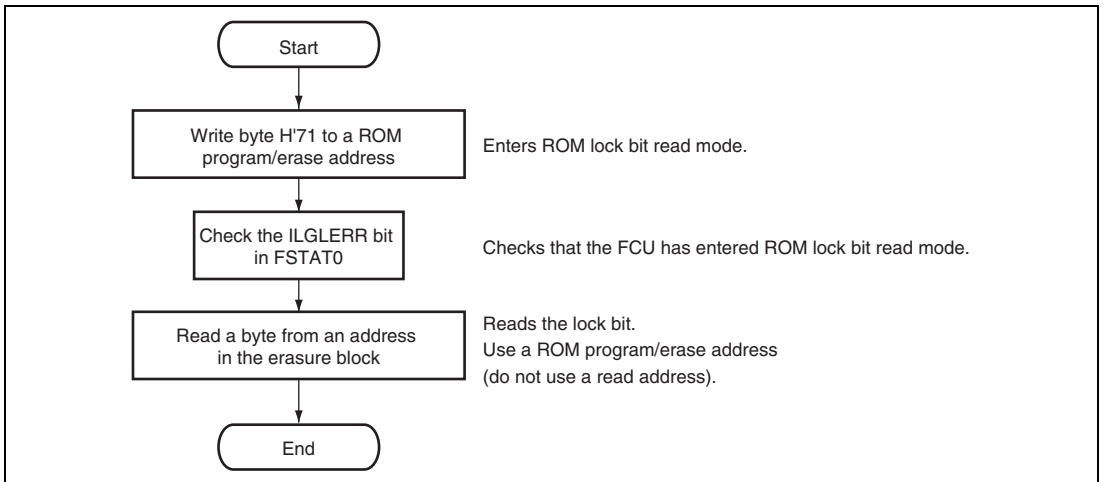 Start
Write byte H'71 to a ROM
program/erase address
Enters ROM lock bit read mode.
Check the ILGLERR bit
in FSTAT0
Checks that the FCU has entered ROM lock bit read mode.
Read a byte from an address
in the erasure block
Reads the lock bit.
Use a ROM program/erase address
(do not use a read address).
End